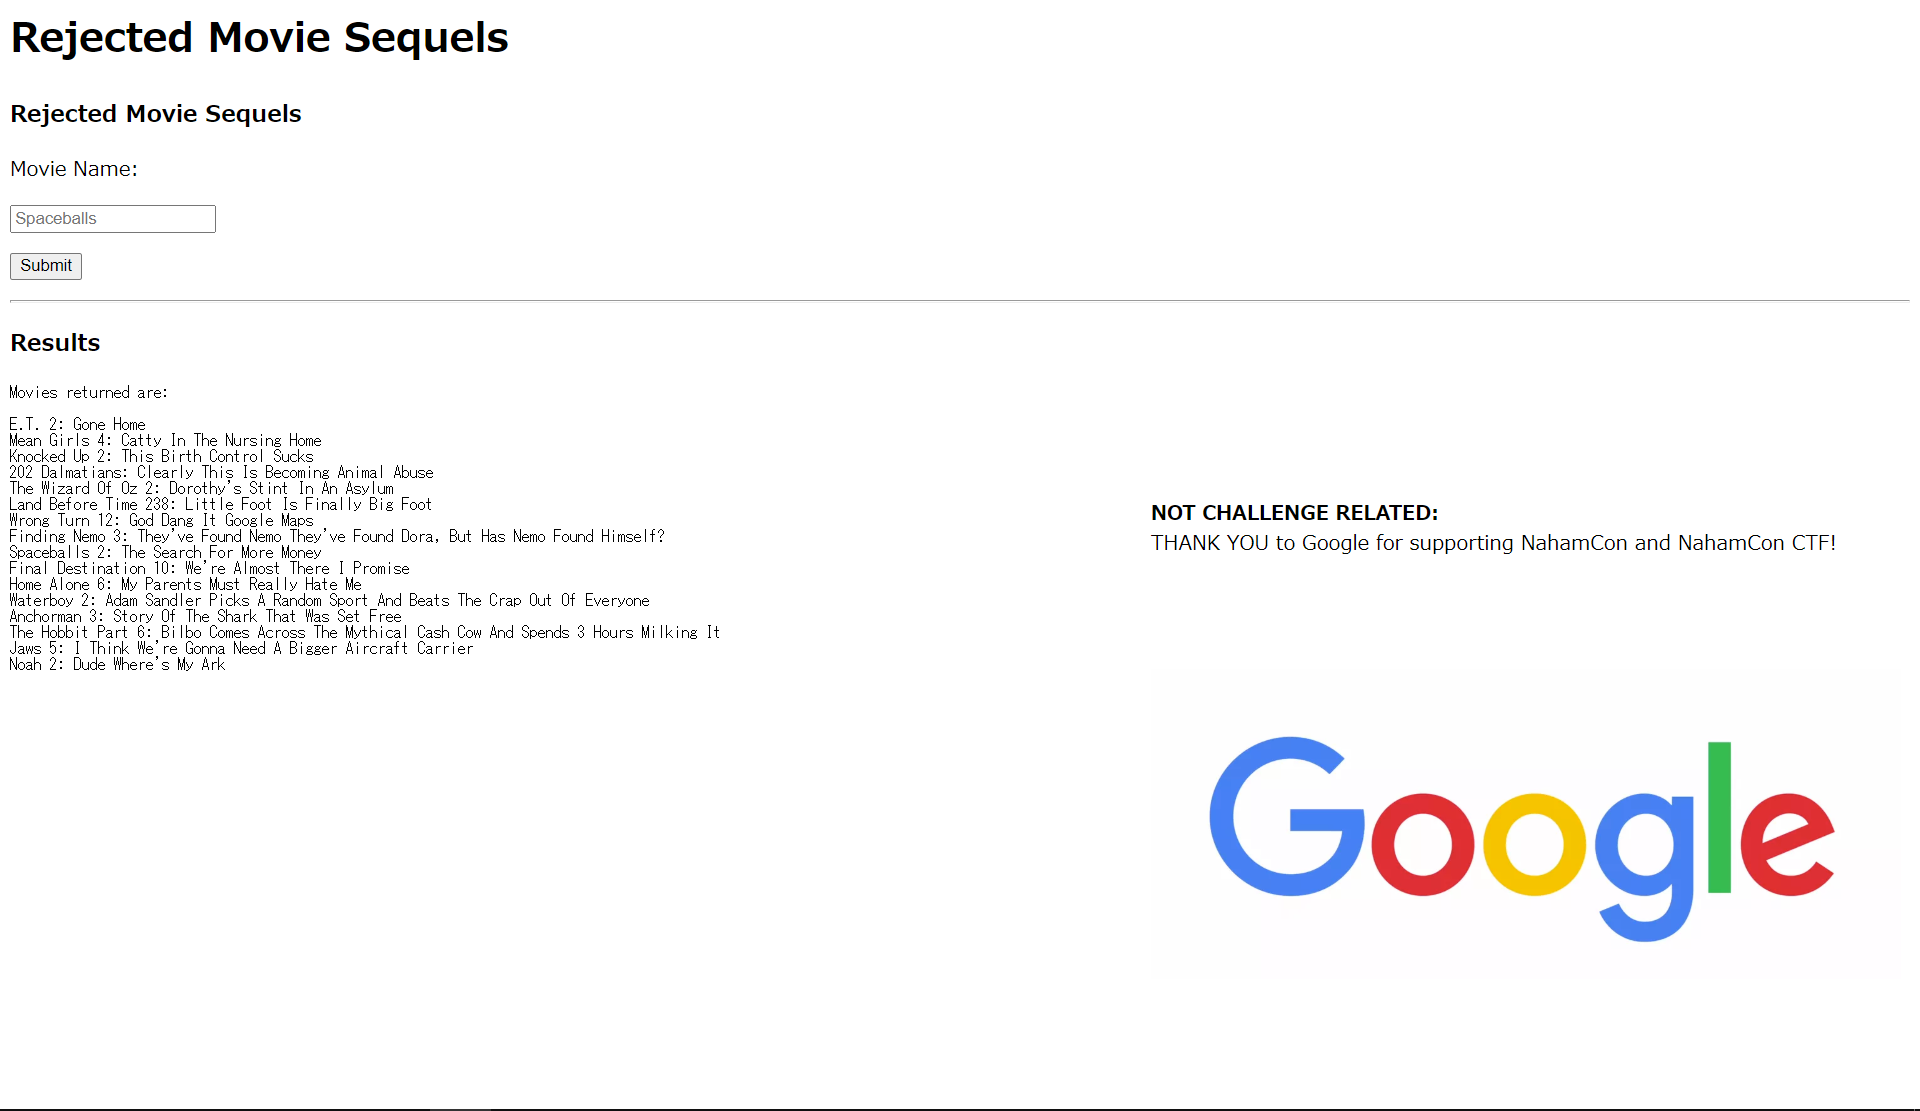 Rejected Movie Sequels
Rejected Movie Sequels
Movie Name:
Spaceballs
Submit
Results
Movies returned are:
E.T. 2: Gone Home
Mean Girls 4: Catty In The Nursing Home
Knocked Up 2: This Birth Control Sucks
202 Dalmatians: Clearly This Is Becoming Animal Abuse
The Wizard Of Oz 2: Dorothy's Stint In An Asylum
Land Before Time 238: Little Foot Is Finally Big Foot
Wrong Turn 12: God Dang It Google Maps
Finding Nemo 3: They've Found Nemo They've Found Dora, But Has Nemo Found Himself?
Spaceballs 2: The Search For More Money
Final Destination 10: We're Almost There I Promise
Home Alone 6: My Parents Must Really Hate Me
Waterboy 2: Adam Sandler Picks A Random Sport And Beats The Crap Out Of Everyone
Anchorman 3: Story Of The Shark That Was Set Free
The Hobbit Part 6: Bilbo Comes Across The Mythical Cash Cow And Spends 3 Hours Milking It
Jaws 5: I Think We're Gonna Need A Bigger Aircraft Carrier
Noah 2: Dude Where's My Ark
NOT CHALLENGE RELATED:
THANK YOU to Google for supporting NahamCon and NahamCon CTF!
Google